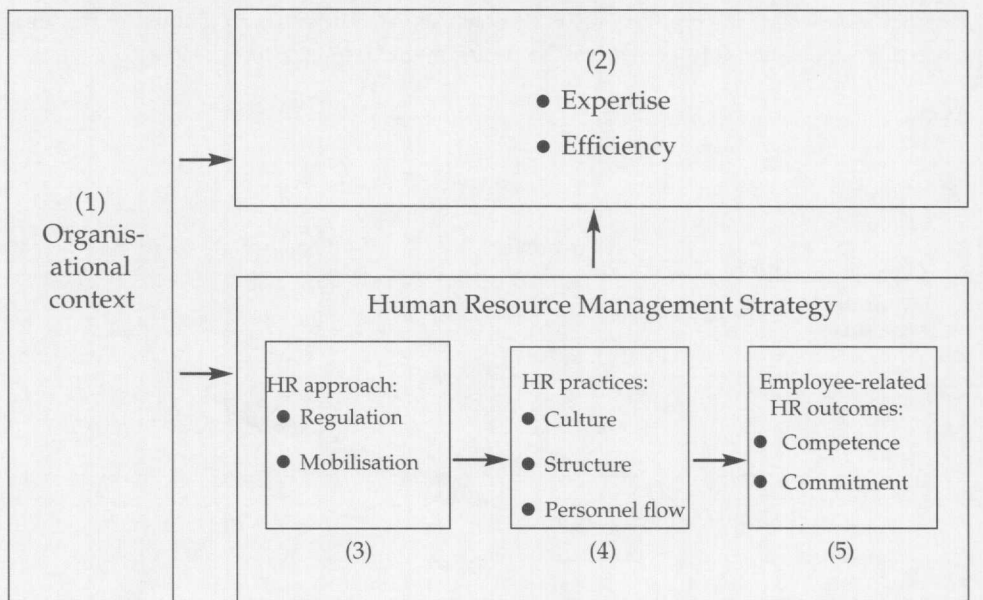 (1)
Organis-
ational
context
(2)
● Expertise
● Efficiency
Human Resource Management Strategy
HR approach:
● Regulation
● Mobilisation
(3)
HR practices:
● Culture
● Structure
● Personnel flow
(4)
Employee-related
HR outcomes:
● Competence
● Commitment
(5)